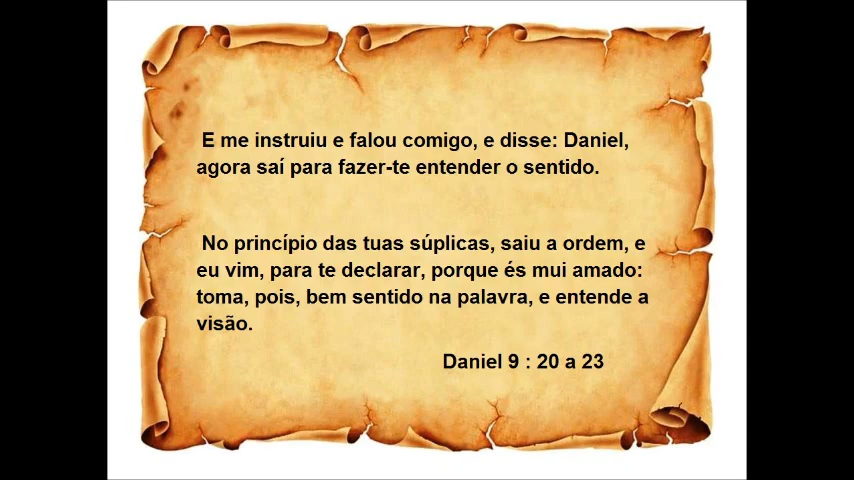 E me instruiu e falou comigo, e disse: Daniel,
agora saí para fazer-te entender o sentido.
No princípio das tuas súplicas, saiu a ordem, e
eu vim, para te declarar, porque és mui amado:
toma, pois, bem sentido na palavra, e entende a
visão.
Daniel 9 : 20 a 23